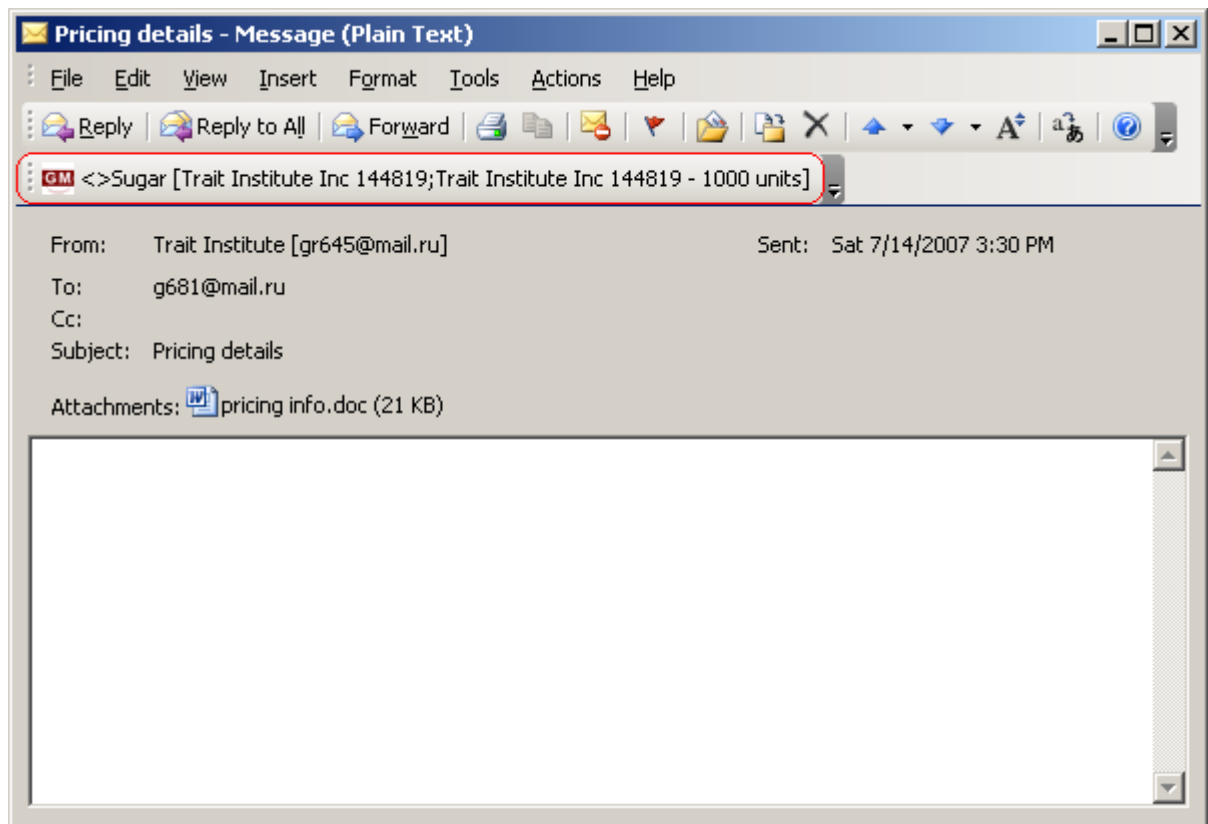 Pricing details - Message (Plain Text)
File Edit View Insert Format Tools Actions Help
Reply Reply to All Forward A a あ ?
GM <>Sugar [Trait Institute Inc 144819;Trait Institute Inc 144819 - 1000 units]
From: Trait Institute [gr645@mail.ru] Sent: Sat 7/14/2007 3:30 PM
To: g681@mail.ru
Cc:
Subject: Pricing details
Attachments: pricing info.doc (21 KB)